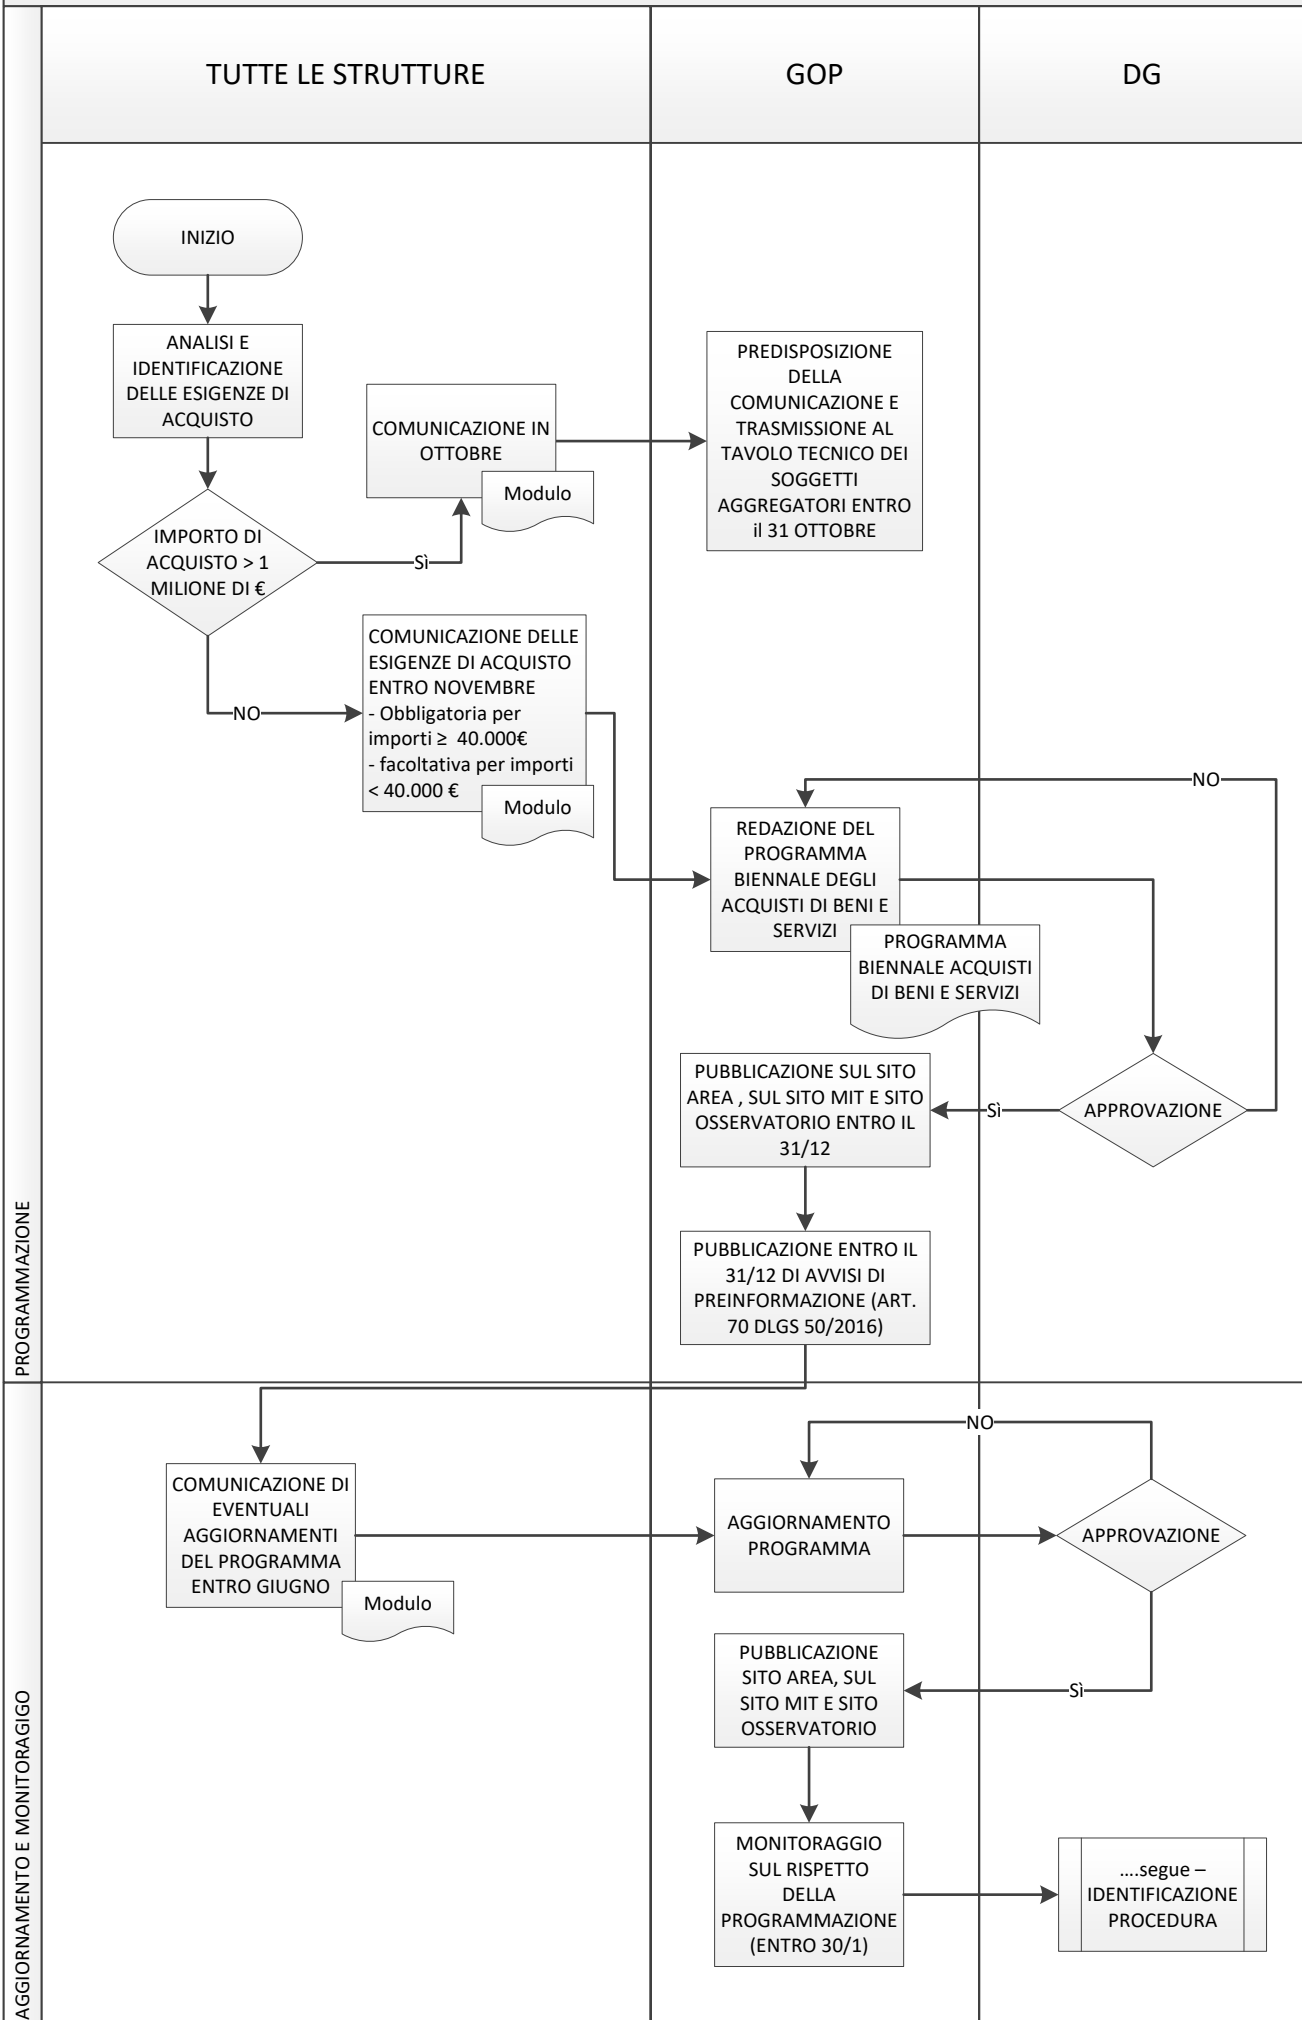 TUTTE LE STRUTTURE
GOP
DG
INIZIO
ANALISI E
IDENTIFICAZIONE
DELLE ESIGENZE DI
ACQUISTO
COMUNICAZIONE IN
OTTOBRE
Modulo
PREDISPOSIZIONE
DELLA
COMUNICAZIONE E
TRASMISSIONE AL
TAVOLO TECNICO DEI
SOGGETTI
AGGREGATORI ENTRO
il 31 OTTOBRE
IMPORTO DI
ACQUISTO > 1
MILIONE DI €
Sì
NO
COMUNICAZIONE DELLE
ESIGENZE DI ACQUISTO
ENTRO NOVEMBRE
- Obbligatoria per
importi ≥ 40.000€
- facoltativa per importi
< 40.000 €
Modulo
NO
REDAZIONE DEL
PROGRAMMA
BIENNALE DEGLI
ACQUISTI DI BENI E
SERVIZI
PROGRAMMA
BIENNALE ACQUISTI
DI BENI E SERVIZI
APPROVAZIONE
Sì
PUBBLICAZIONE SUL SITO
AREA , SUL SITO MIT E SITO
OSSERVATORIO ENTRO IL
31/12
PUBBLICAZIONE ENTRO IL
31/12 DI AVVISI DI
PREINFORMAZIONE (ART.
70 DLGS 50/2016)
PROGRAMMAZIONE
COMUNICAZIONE DI
EVENTUALI
AGGIORNAMENTI
DEL PROGRAMMA
ENTRO GIUGNO
Modulo
NO
AGGIORNAMENTO
PROGRAMMA
APPROVAZIONE
Sì
PUBBLICAZIONE
SITO AREA, SUL
SITO MIT E SITO
OSSERVATORIO
MONITORAGGIO
SUL RISPETTO
DELLA
PROGRAMMAZIONE
(ENTRO 30/1)
....segue –
IDENTIFICAZIONE
PROCEDURA
AGGIORNAMENTO E MONITORAGIGO